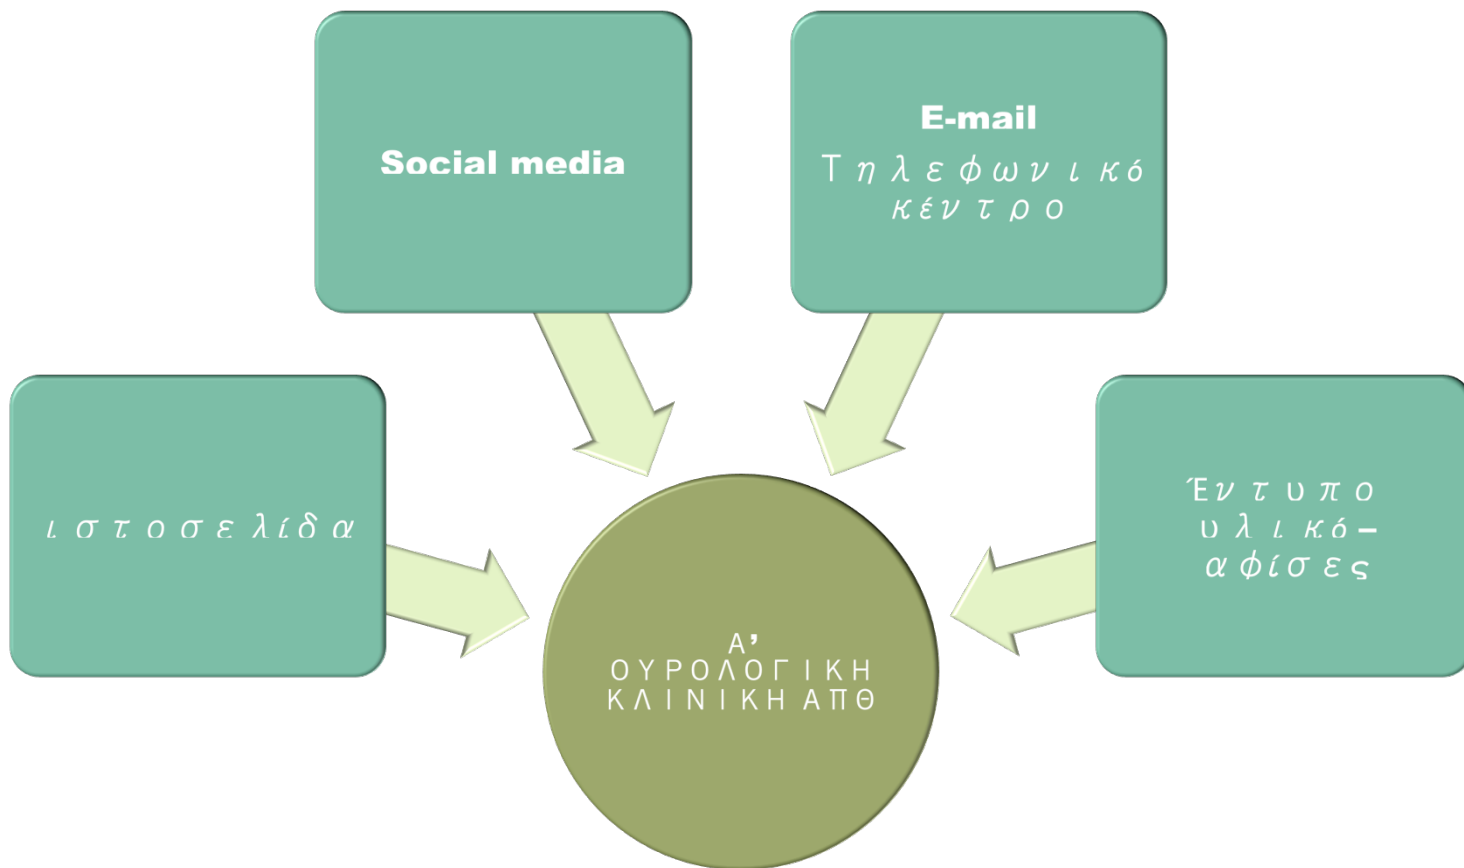 Social media
E-mail
Τηλεφωνικό
κέντρο
ιστοσελίδα
Έντυπο
υλικό–
αφίσες
Α’
ΟΥΡΟΛΟΓΙΚΗ
ΚΛΙΝΙΚΗ ΑΠΘ